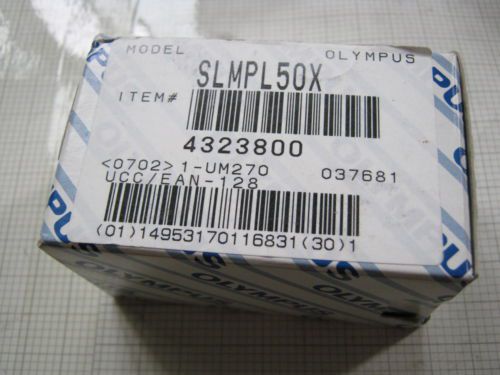 MODEL OLYMPUS
SLMPL50X
ITEM#
4323800
<0702>1-UM270 037681
UCC/EAN-128
(01)14953170116831(30)1
OLYMPUS
OLYMPUS